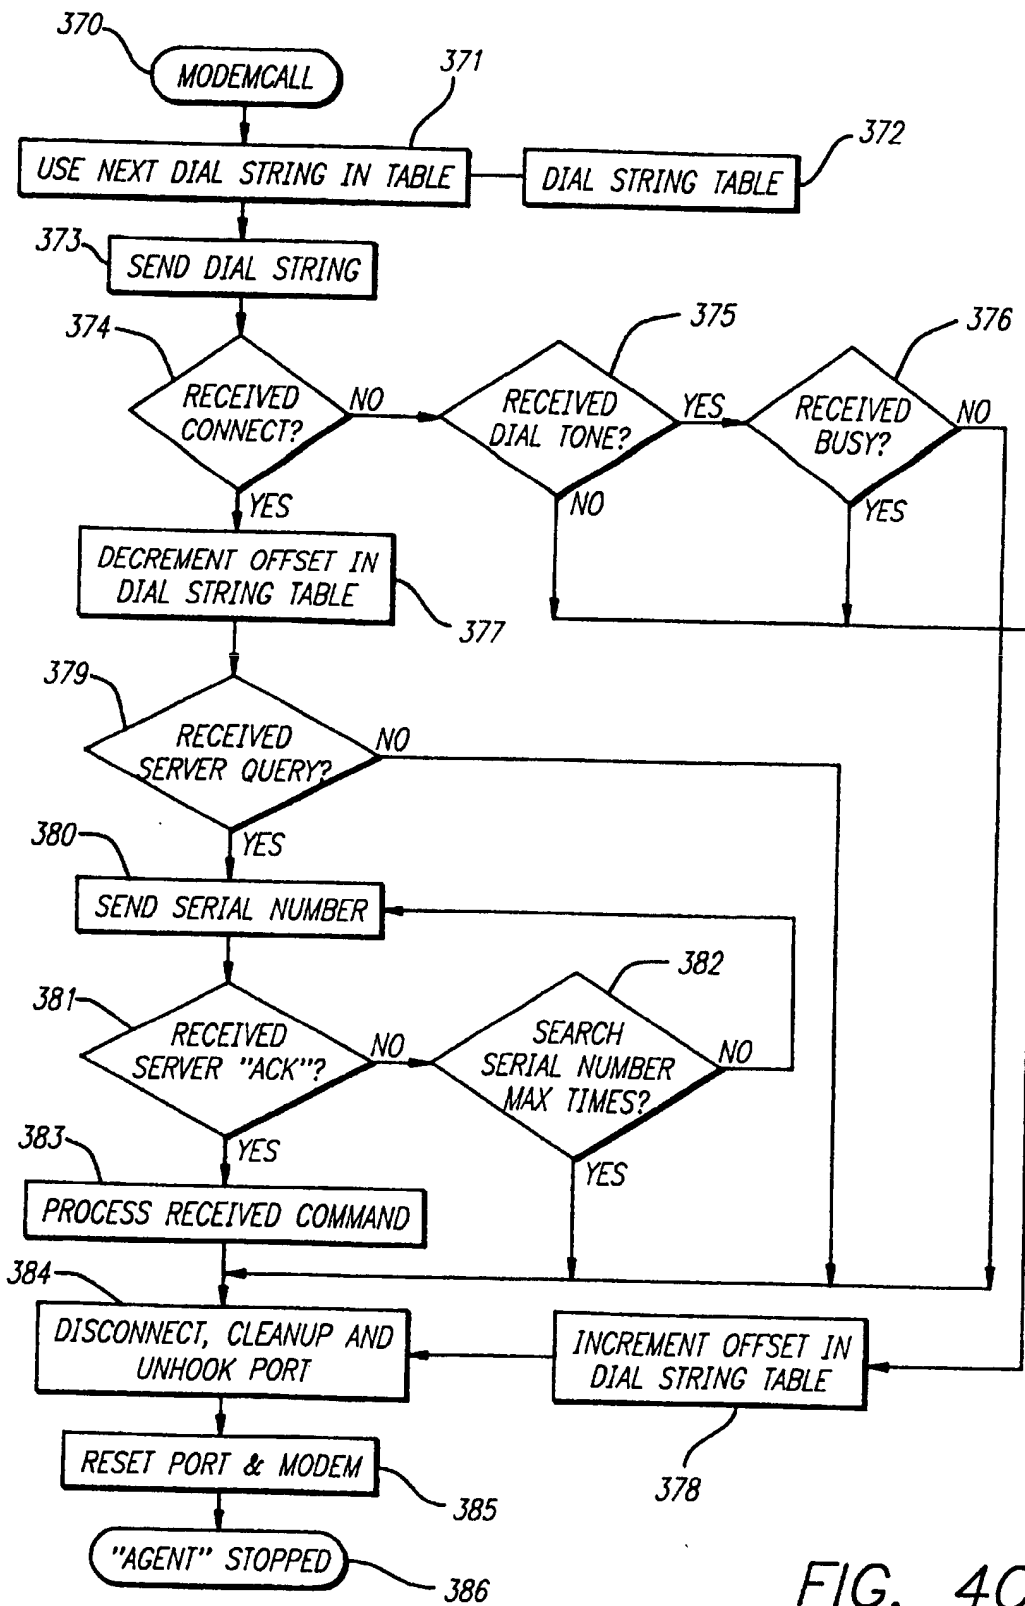 370
MODEMCALL
371
372
USE NEXT DIAL STRING IN TABLE
DIAL STRING TABLE
373
SEND DIAL STRING
374
375
376
RECEIVED
CONNECT?
NO
RECEIVED
DIAL TONE?
YES
RECEIVED
BUSY?
NO
YES
NO
YES
DECREMENT OFFSET IN
DIAL STRING TABLE
377
379
RECEIVED
SERVER QUERY?
NO
YES
380
SEND SERIAL NUMBER
381
382
RECEIVED
SERVER "ACK"?
NO
SEARCH
SERIAL NUMBER
MAX TIMES?
NO
YES
YES
383
PROCESS RECEIVED COMMAND
384
DISCONNECT, CLEANUP AND
UNHOOK PORT
INCREMENT OFFSET IN
DIAL STRING TABLE
378
RESET PORT & MODEM
385
"AGENT" STOPPED
386
FIG. 4C